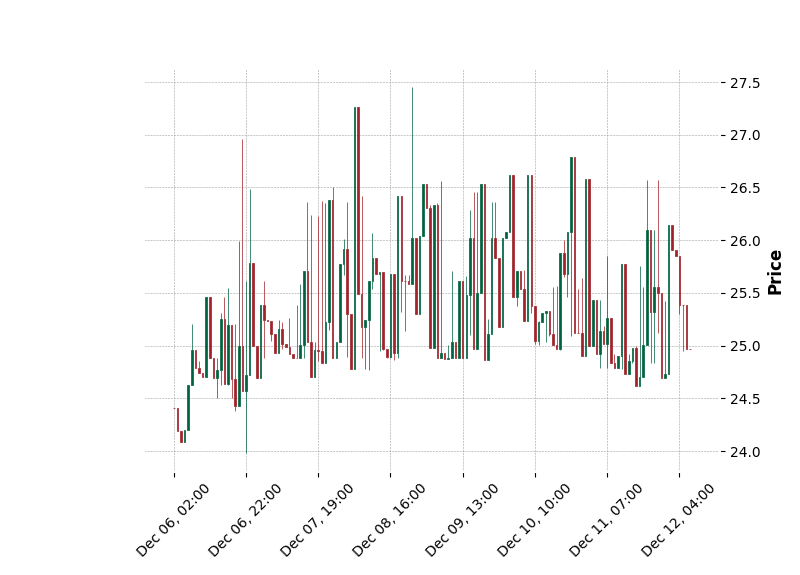 27.5
27.0
26.5
26.0
25.5
25.0
24.5
24.0
Price
Dec 06, 02:00
Dec 06, 22:00
Dec 07, 19:00
Dec 08, 16:00
Dec 09, 13:00
Dec 10, 10:00
Dec 11, 07:00
Dec 12, 04:00